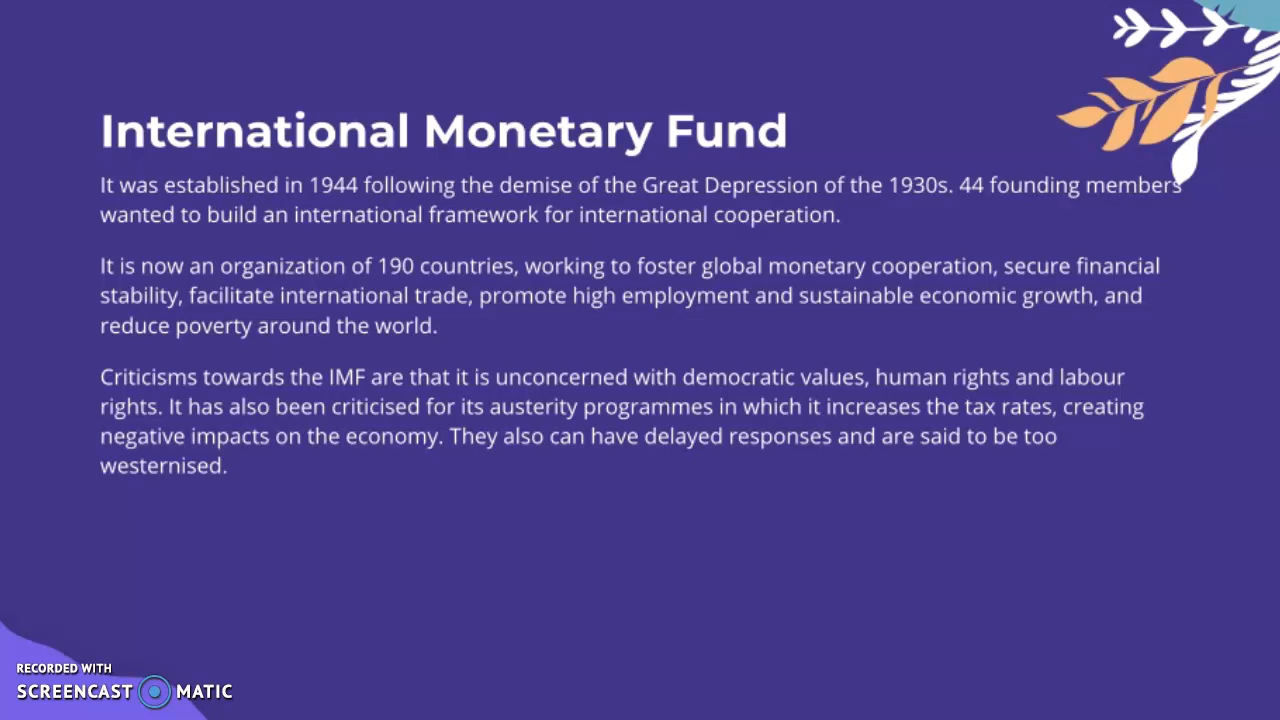 International Monetary Fund
It was established in 1944 following the demise of the Great Depression of the 1930s. 44 founding members
wanted to build an international framework for international cooperation.
It is now an organization of 190 countries, working to foster global monetary cooperation, secure financial
stability, facilitate international trade, promote high employment and sustainable economic growth, and
reduce poverty around the world.
Criticisms towards the IMF are that it is unconcerned with democratic values, human rights and labour
rights. It has also been criticised for its austerity programmes in which it increases the tax rates, creating
negative impacts on the economy. They also can have delayed responses and are said to be too
westernised.
RECORDED WITH
SCREENCAST MATIC